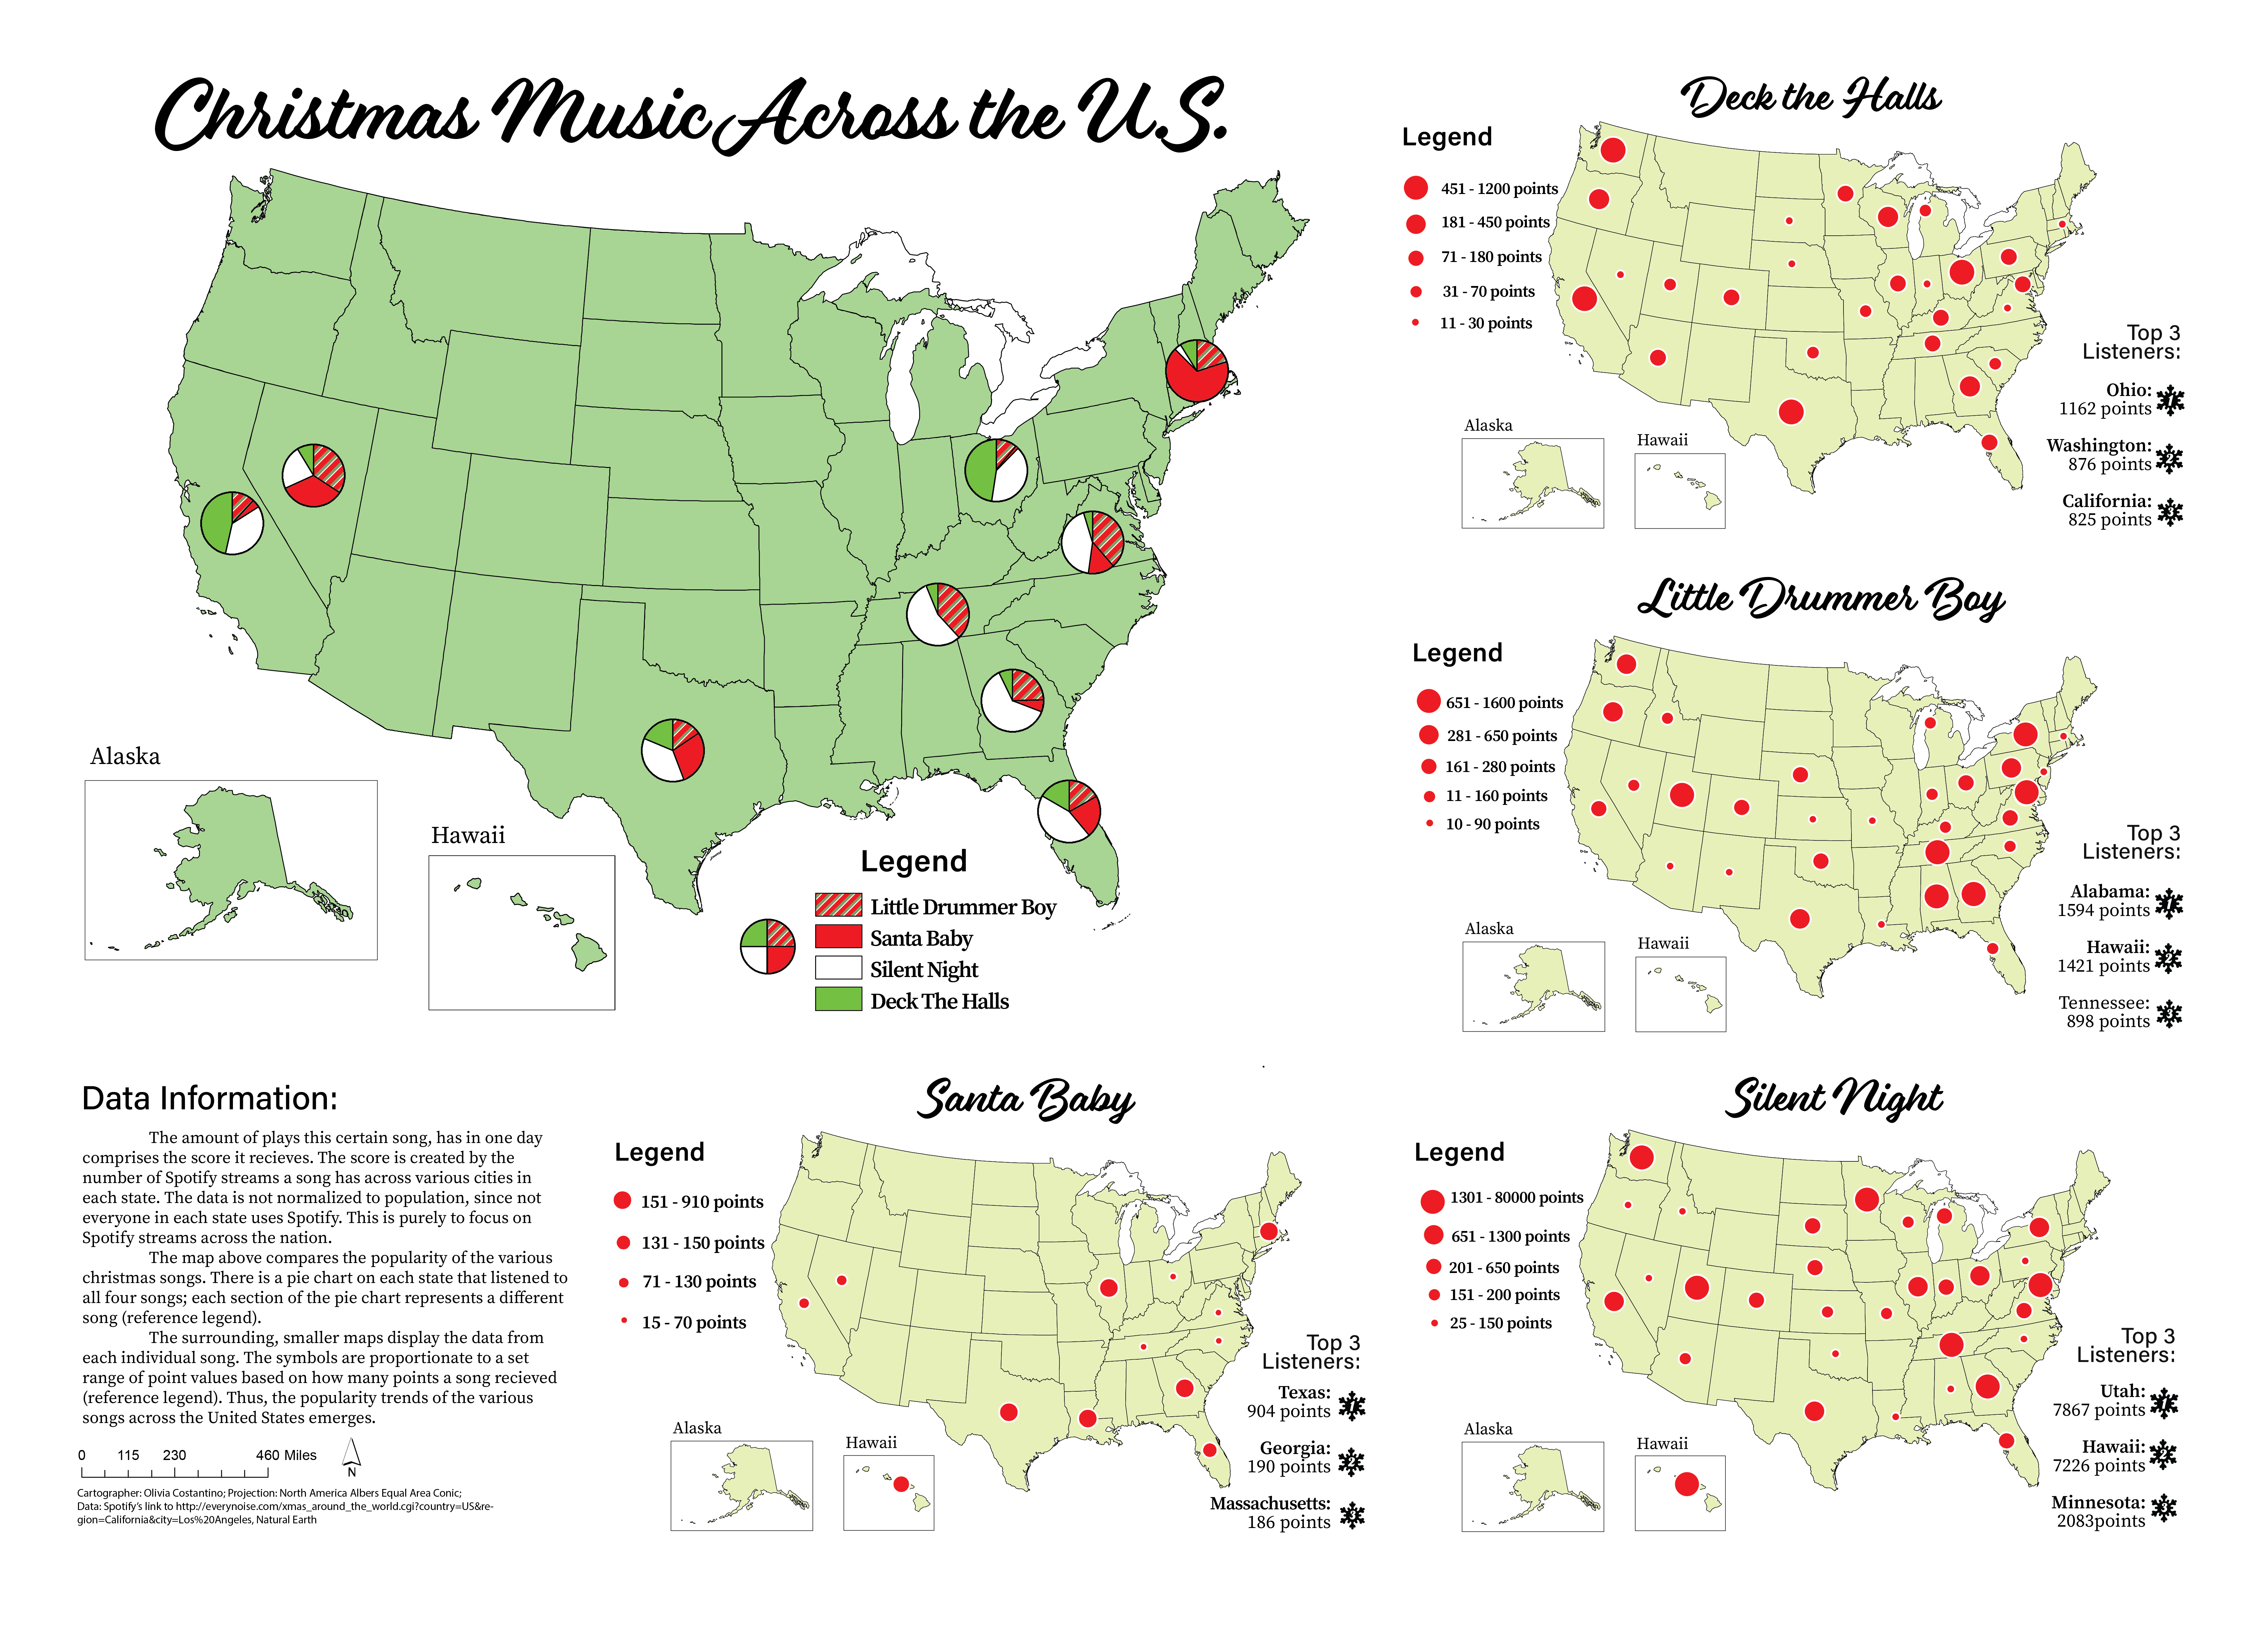 Christmas Music Across the U.S.
Alaska
Hawaii
Legend
Little Drummer Boy
Santa Baby
Silent Night
Deck The Halls
Deck the Halls
Legend
451 - 1200 points
181 - 450 points
71 - 180 points
31 - 70 points
11 - 30 points
Alaska
Hawaii
Top 3
Listeners:
Ohio:
1162 points
1
Washington:
876 points
2
California:
825 points
3
Little Drummer Boy
Legend
651 - 1600 points
281 - 650 points
161 - 280 points
11 - 160 points
10 - 90 points
Alaska
Hawaii
Top 3
Listeners:
Alabama:
1594 points
1
Hawaii:
1421 points
2
Tennessee:
898 points
3
Data Information:
The amount of plays this certain song, has in one day
comprises the score it recieves. The score is created by the
number of Spotify streams a song has across various cities in
each state. The data is not normalized to population, since not
everyone in each state uses Spotify. This is purely to focus on
Spotify streams across the nation.
The map above compares the popularity of the various
christmas songs. There is a pie chart on each state that listened to
all four songs; each section of the pie chart represents a different
song (reference legend).
The surrounding, smaller maps display the data from
each individual song. The symbols are proportionate to a set
range of point values based on how many points a song recieved
(reference legend). Thus, the popularity trends of the various
songs across the United States emerges.
0 115 230 460 Miles
N
Cartographer: Olivia Costantino; Projection: North America Albers Equal Area Conic;
Data: Spotify's link to http://everynoise.com/xmas_around_the_world.cgi?country=US&re-
gion=California&city=Los%20Angeles, Natural Earth
Santa Baby
Legend
151 - 910 points
131 - 150 points
71 - 130 points
15 - 70 points
Alaska
Hawaii
Top 3
Listeners:
Texas:
904 points
1
Georgia:
190 points
2
Massachusetts:
186 points
3
Silent Night
Legend
1301 - 80000 points
651 - 1300 points
201 - 650 points
151 - 200 points
25 - 150 points
Alaska
Hawaii
Top 3
Listeners:
Utah:
7867 points
1
Hawaii:
7226 points
2
Minnesota:
2083points
3